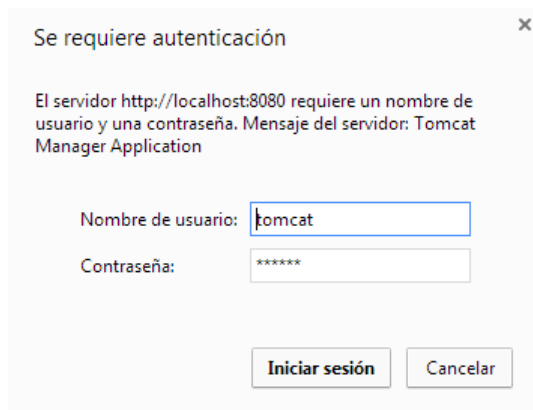 Se requiere autenticación
El servidor http://localhost:8080 requiere un nombre de
usuario y una contraseña. Mensaje del servidor: Tomcat
Manager Application
Nombre de usuario: tomcat
Contraseña: ******
Iniciar sesión Cancelar